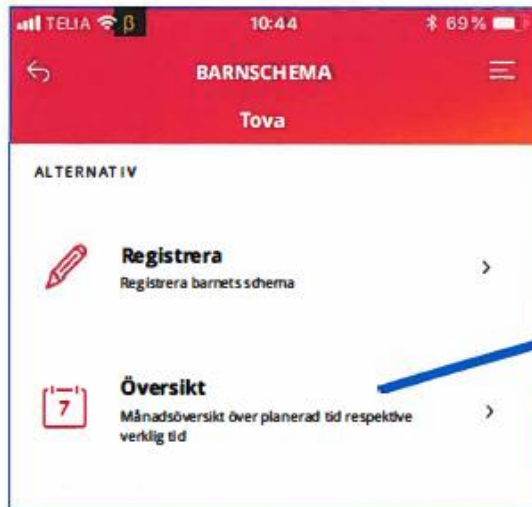 TELIA β 10:44 69%
BARNSCHEMA
Tova
ALTERNATIV
Registrera
Registrera barnets schema
7
Översikt
Månadsöversikt över planerad tid respektive
verklig tid